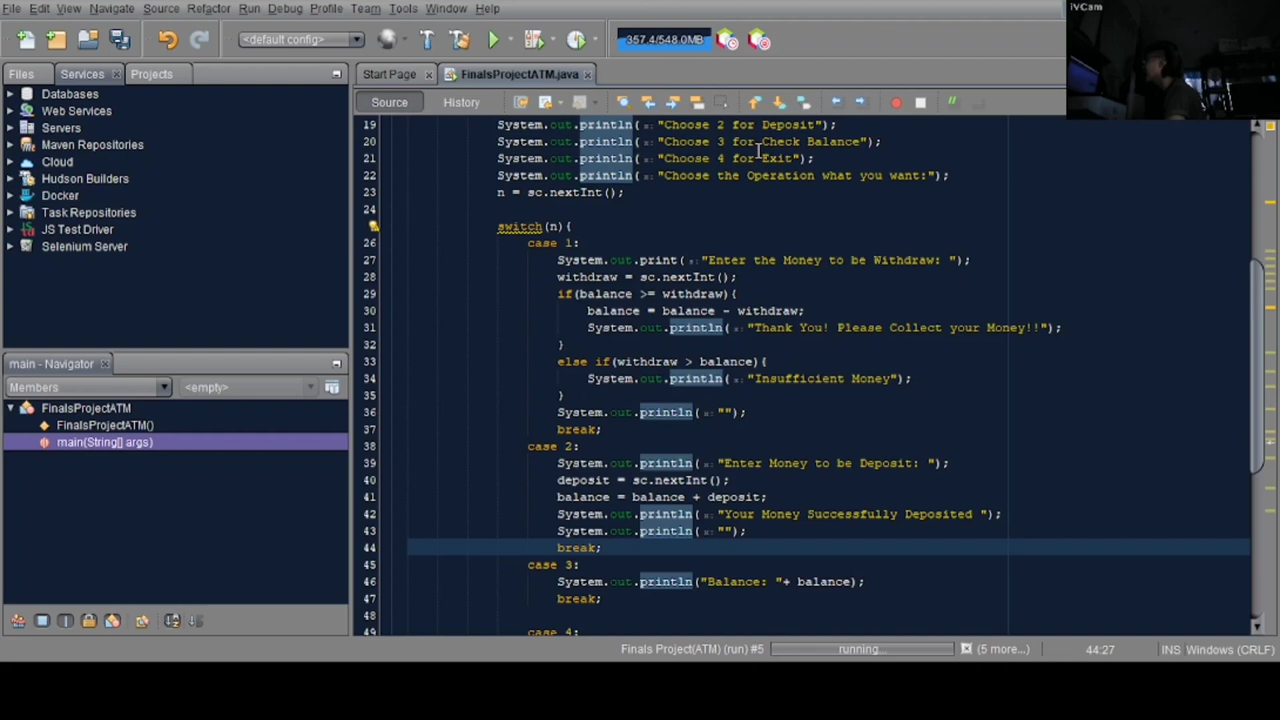 File Edit View Navigate Source Refactor Run Debug Profile Team Tools Window Help
iVCam
<default config>
357.4/548.0MB
Files Services Projects
Start Page FinalsProjectATM.java
Source History
Databases
Web Services
Servers
Maven Repositories
Cloud
Hudson Builders
Docker
Task Repositories
JS Test Driver
Selenium Server
main - Navigator
Members <empty>
FinalsProjectATM
FinalsProjectATM()
main(String[] args)
19 System.out.println(s:"Choose 2 for Deposit");
20 System.out.println(s:"Choose 3 for Check Balance");
21 System.out.println(s:"Choose 4 for Exit");
22 System.out.println(s:"Choose the Operation what you want:");
23 n = sc.nextInt();
24
switch(n){
26 case 1:
27 System.out.print(s:"Enter the Money to be Withdraw: ");
28 withdraw = sc.nextInt();
29 if(balance >= withdraw){
30 balance = balance - withdraw;
31 System.out.println(s:"Thank You! Please Collect your Money!!");
32 }
33 else if(withdraw > balance){
34 System.out.println(s:"Insufficient Money");
35 }
36 System.out.println(s:"");
37 break;
38 case 2:
39 System.out.println(s:"Enter Money to be Deposit: ");
40 deposit = sc.nextInt();
41 balance = balance + deposit;
42 System.out.println(s:"Your Money Successfully Deposited ");
43 System.out.println(s:"");
44 break;
45 case 3:
46 System.out.println("Balance: "+ balance);
47 break;
48
49 case 4:
Finals Project(ATM) (run) #5 running... (5 more...) 44:27 INS Windows (CRLF)